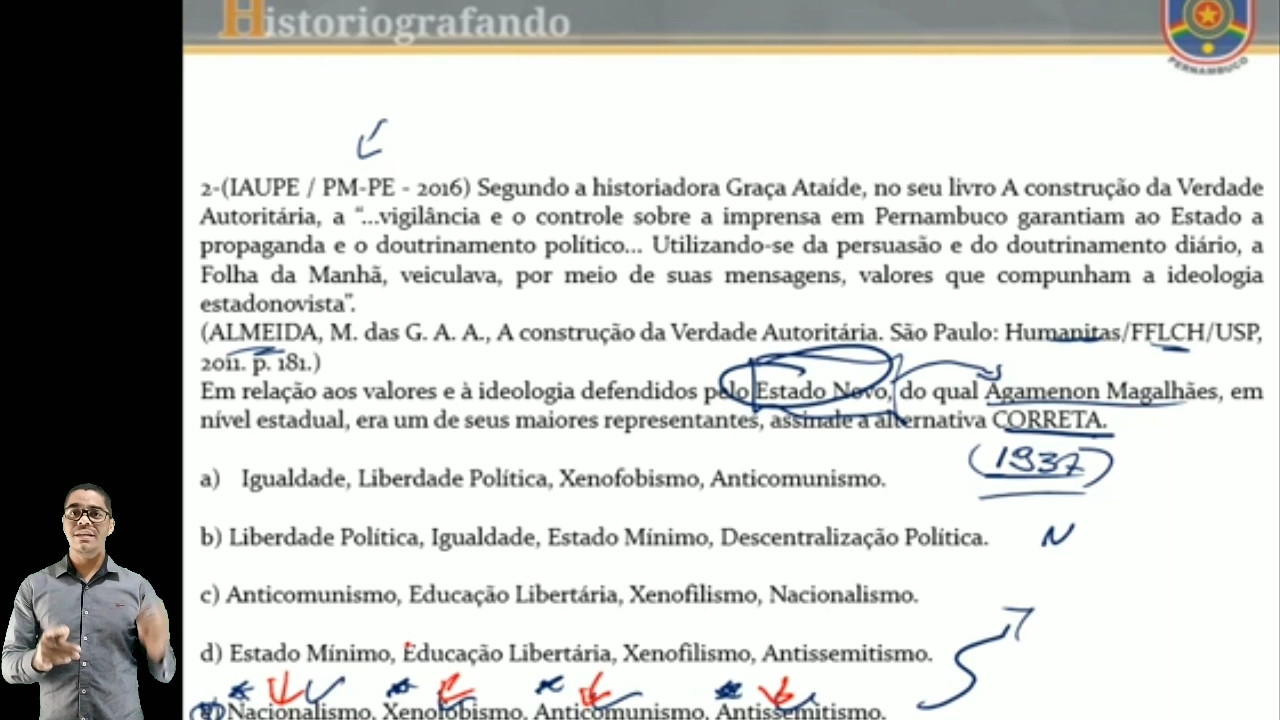 Historiografando
PERNAMBUCO
2-(IAUPE / PM-PE - 2016) Segundo a historiadora Graça Ataíde, no seu livro A construção da Verdade
Autoritária, a “...vigilância e o controle sobre a imprensa em Pernambuco garantiam ao Estado a
propaganda e o doutrinamento político... Utilizando-se da persuasão e do doutrinamento diário, a
Folha da Manhã, veiculava, por meio de suas mensagens, valores que compunham a ideologia
estadonovista”.
(ALMEIDA, M. das G. A. A., A construção da Verdade Autoritária. São Paulo: Humanitas/FFLCH/USP,
2011. p. 181.)
Em relação aos valores e à ideologia defendidos pelo Estado Novo, do qual Agamenon Magalhães, em
nível estadual, era um de seus maiores representantes, assinale a alternativa CORRETA.
(1937)
a) Igualdade, Liberdade Política, Xenofobismo, Anticomunismo.
b) Liberdade Política, Igualdade, Estado Mínimo, Descentralização Política. N
c) Anticomunismo, Educação Libertária, Xenofilismo, Nacionalismo.
d) Estado Mínimo, Educação Libertária, Xenofilismo, Antissemitismo.
e) Nacionalismo, Xenofobismo, Anticomunismo, Antissemitismo.